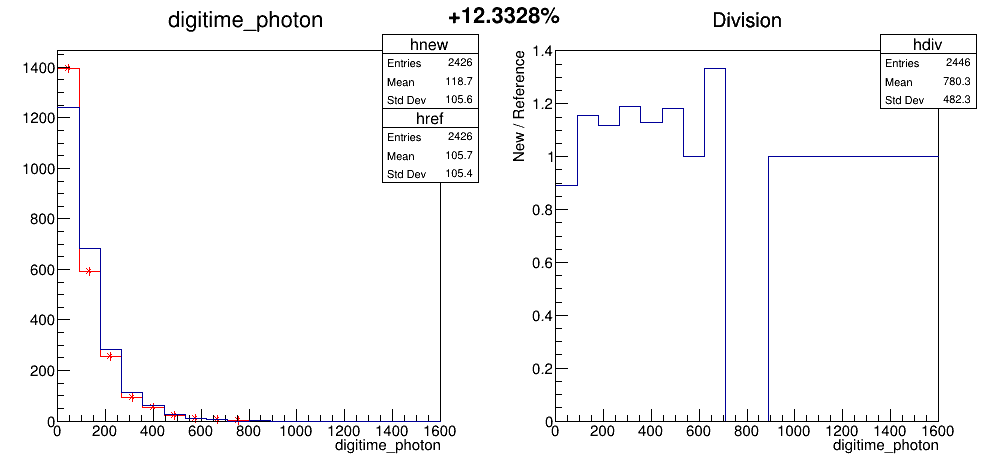 digitime_photon
+12.3328%
Division
hnew
Entries 2426
Mean 118.7
Std Dev 105.6
href
Entries 2426
Mean 105.7
Std Dev 105.4
1400
1200
1000
800
600
400
200
0
0 200 400 600 800 1000 1200 1400 1600
digitime_photon
hdiv
Entries 2446
Mean 780.3
Std Dev 482.3
New / Reference
1.4
1.2
1
0.8
0.6
0.4
0.2
0
0 200 400 600 800 1000 1200 1400 1600
digitime_photon